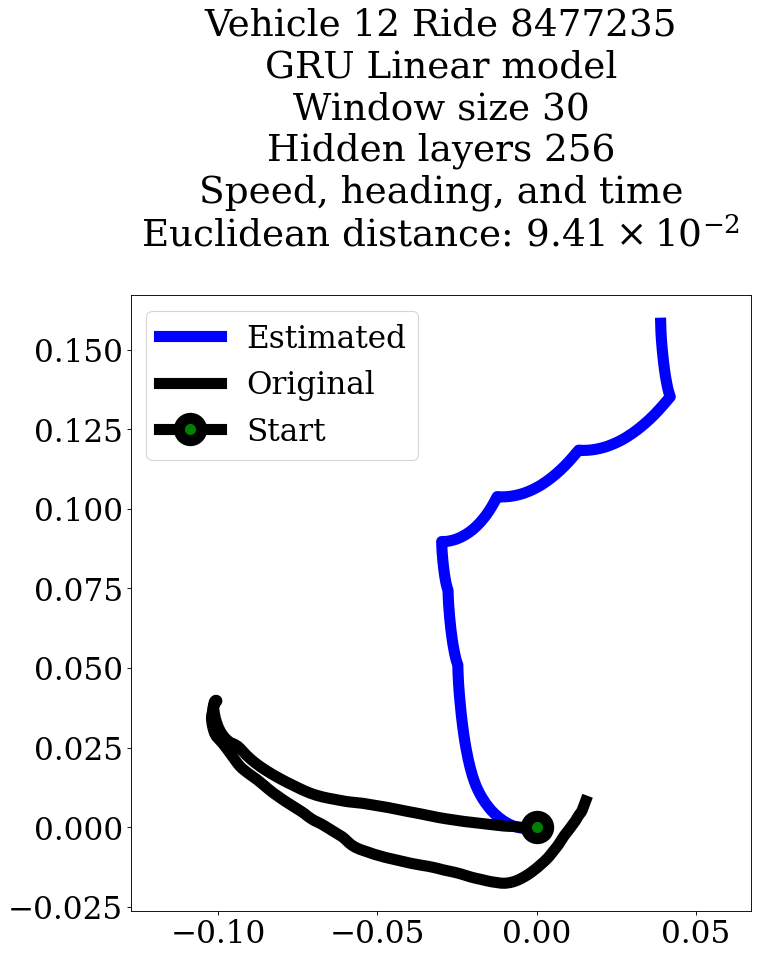 Vehicle 12 Ride 8477235
GRU Linear model
Window size 30
Hidden layers 256
Speed, heading, and time
Euclidean distance: 9.41 × 10⁻²
Estimated
Original
Start
0.150
0.125
0.100
0.075
0.050
0.025
0.000
−0.025
−0.10
−0.05
0.00
0.05